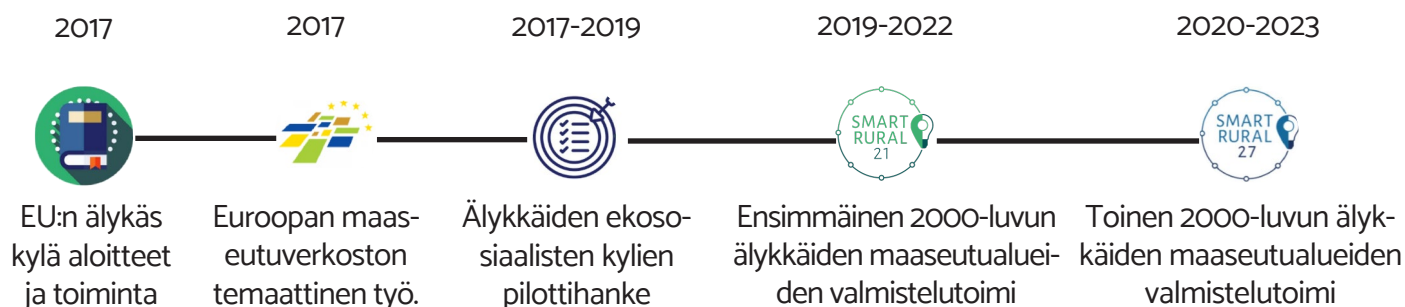 2017
2017
2017-2019
2019-2022
2020-2023
SMART
RURAL
21
SMART
RURAL
27
EU:n älykäs
kylä aloitteet
ja toiminta
Euroopan maas-
eutuverkoston
temaattinen työ.
Älykkäiden ekoso-
siaalisten kylien
pilottihanke
Ensimmäinen 2000-luvun
älykkäiden maaseutualuei-
den valmistelutoimi
Toinen 2000-luvun älyk-
käiden maaseutualueiden
valmistelutoimi